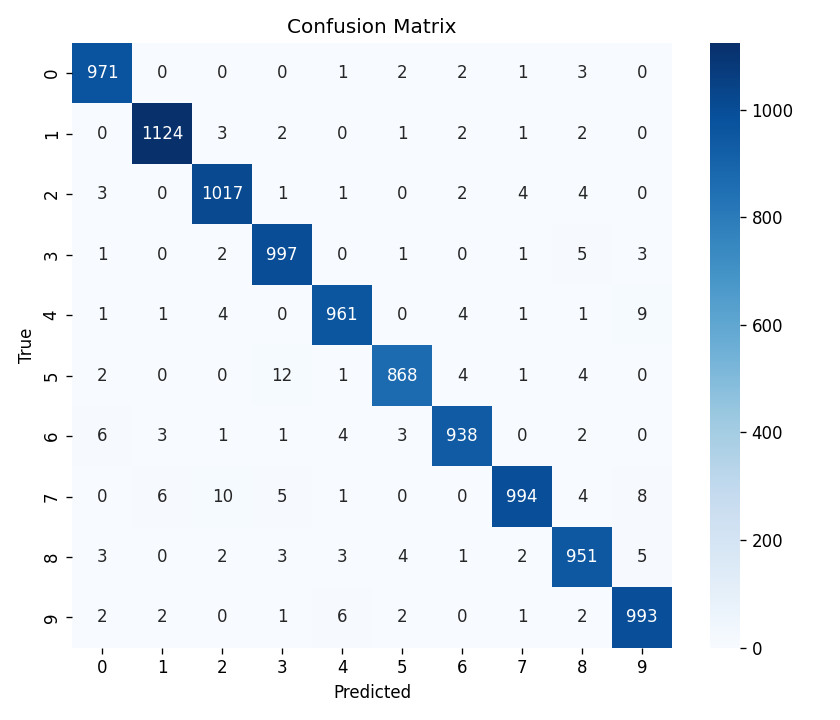 Confusion Matrix
0 971 0 0 0 1 2 2 1 3 0
1 0 1124 3 2 0 1 2 1 2 0
2 3 0 1017 1 1 0 2 4 4 0
3 1 0 2 997 0 1 0 1 5 3
4 1 1 4 0 961 0 4 1 1 9
5 2 0 0 12 1 868 4 1 4 0
6 6 3 1 1 4 3 938 0 2 0
7 0 6 10 5 1 0 0 994 4 8
8 3 0 2 3 3 4 1 2 951 5
9 2 2 0 1 6 2 0 1 2 993
0 1 2 3 4 5 6 7 8 9
Predicted
True
1000
800
600
400
200
0